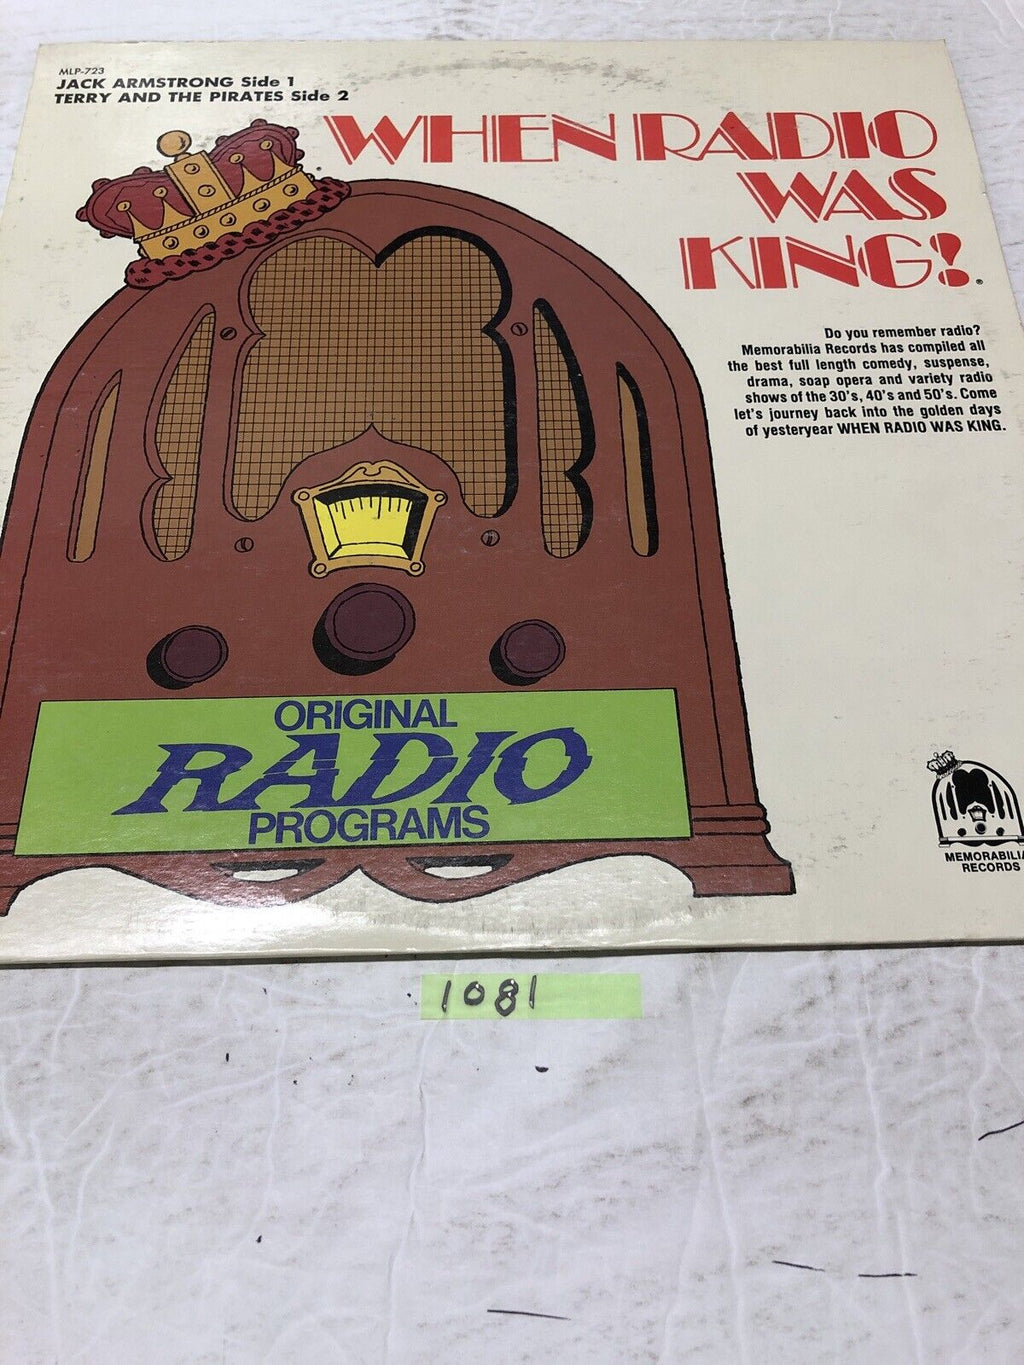 MLP-723
JACK ARMSTRONG Side 1
TERRY AND THE PIRATES Side 2
WHEN RADIO
WAS
KING!®
Do you remember radio?
Memorabilia Records has compiled all
the best full length comedy, suspense,
drama, soap opera and variety radio
shows of the 30's, 40's and 50's. Come
let's journey back into the golden days
of yesteryear WHEN RADIO WAS KING.
ORIGINAL
RADIO
PROGRAMS
MEMORABILIA
RECORDS
1081